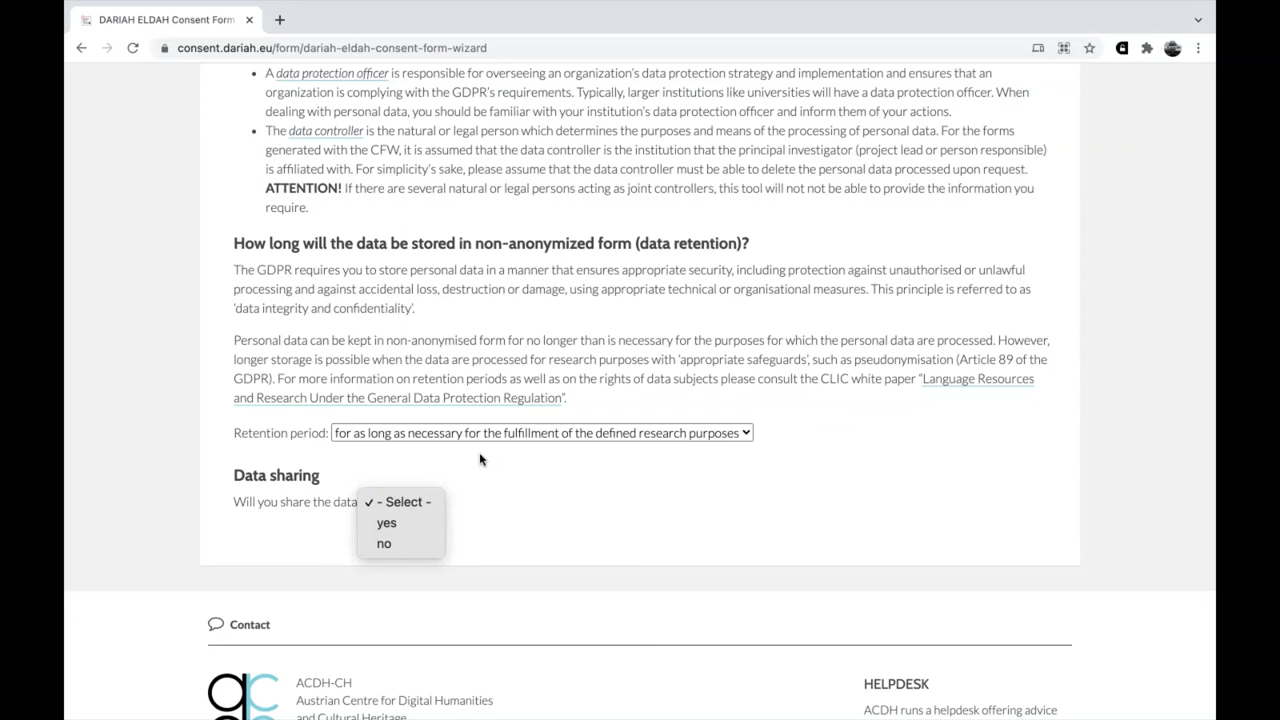 DARIAH ELDAH Consent Form
consent.dariah.eu/form/dariah-eldah-consent-form-wizard
A data protection officer is responsible for overseeing an organization's data protection strategy and implementation and ensures that an
organization is complying with the GDPR's requirements. Typically, larger institutions like universities will have a data protection officer. When
dealing with personal data, you should be familiar with your institution's data protection officer and inform them of your actions.
The data controller is the natural or legal person which determines the purposes and means of the processing of personal data. For the forms
generated with the CFW, it is assumed that the data controller is the institution that the principal investigator (project lead or person responsible)
is affiliated with. For simplicity's sake, please assume that the data controller must be able to delete the personal data processed upon request.
ATTENTION! If there are several natural or legal persons acting as joint controllers, this tool will not not be able to provide the information you
require.
How long will the data be stored in non-anonymized form (data retention)?
The GDPR requires you to store personal data in a manner that ensures appropriate security, including protection against unauthorised or unlawful
processing and against accidental loss, destruction or damage, using appropriate technical or organisational measures. This principle is referred to as
'data integrity and confidentiality'.
Personal data can be kept in non-anonymised form for no longer than is necessary for the purposes for which the personal data are processed. However,
longer storage is possible when the data are processed for research purposes with 'appropriate safeguards', such as pseudonymisation (Article 89 of the
GDPR). For more information on retention periods as well as on the rights of data subjects please consult the CLIC white paper "Language Resources
and Research Under the General Data Protection Regulation".
Retention period: for as long as necessary for the fulfillment of the defined research purposes
Data sharing
Will you share the data ✓ - Select -
yes
no
Contact
ACDH-CH
Austrian Centre for Digital Humanities
and Cultural Heritage
HELPDESK
ACDH runs a helpdesk offering advice